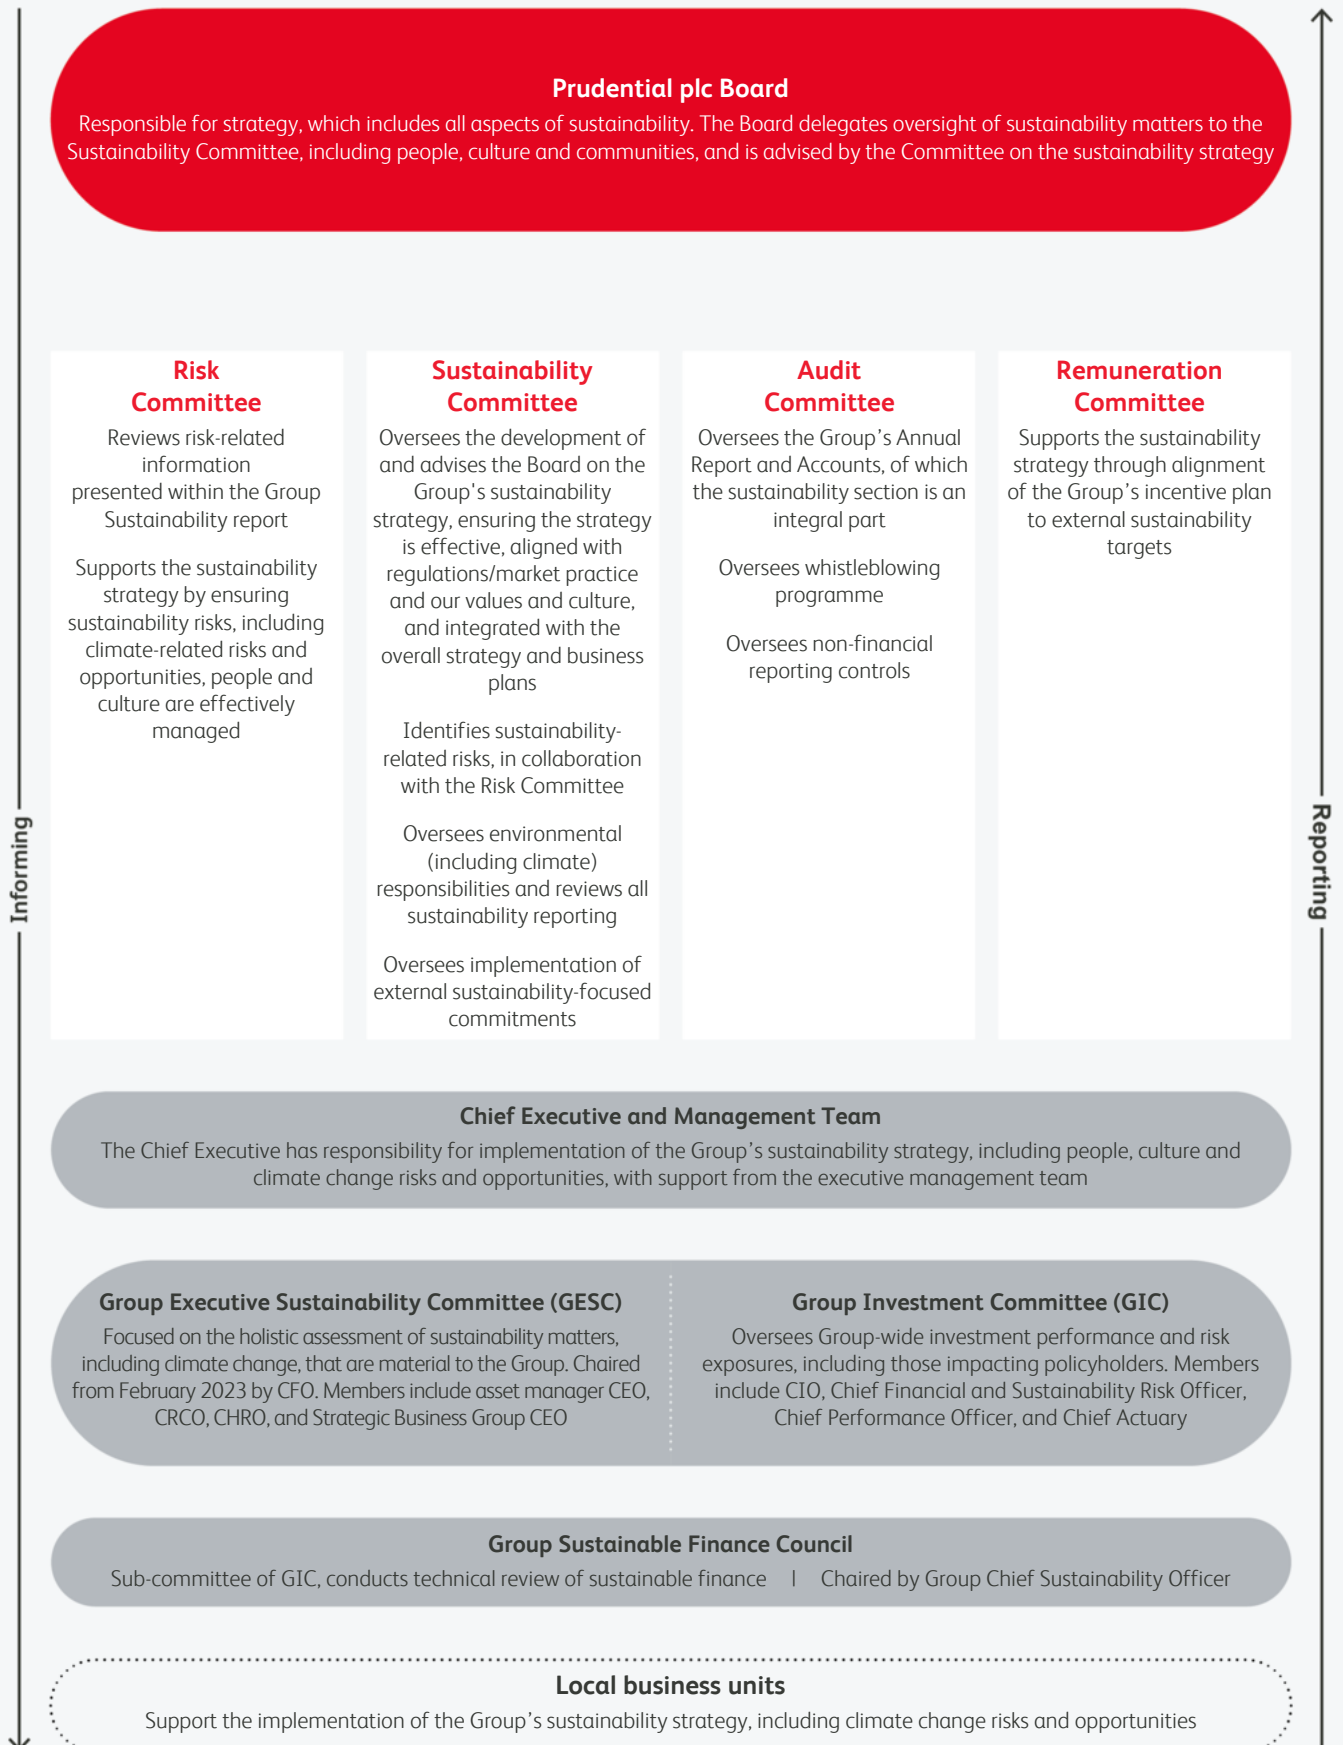 Prudential plc Board
Responsible for strategy, which includes all aspects of sustainability. The Board delegates oversight of sustainability matters to the
Sustainability Committee, including people, culture and communities, and is advised by the Committee on the sustainability strategy
Risk
Committee
Reviews risk-related
information
presented within the Group
Sustainability report
Supports the sustainability
strategy by ensuring
sustainability risks, including
climate-related risks and
opportunities, people and
culture are effectively
managed
Sustainability
Committee
Oversees the development of
and advises the Board on the
Group's sustainability
strategy, ensuring the strategy
is effective, aligned with
regulations/market practice
and our values and culture,
and integrated with the
overall strategy and business
plans
Identifies sustainability-
related risks, in collaboration
with the Risk Committee
Oversees environmental
(including climate)
responsibilities and reviews all
sustainability reporting
Oversees implementation of
external sustainability-focused
commitments
Audit
Committee
Oversees the Group’s Annual
Report and Accounts, of which
the sustainability section is an
integral part
Oversees whistleblowing
programme
Oversees non-financial
reporting controls
Remuneration
Committee
Supports the sustainability
strategy through alignment
of the Group’s incentive plan
to external sustainability
targets
Informing
Reporting
Chief Executive and Management Team
The Chief Executive has responsibility for implementation of the Group’s sustainability strategy, including people, culture and
climate change risks and opportunities, with support from the executive management team
Group Executive Sustainability Committee (GESC)
Focused on the holistic assessment of sustainability matters,
including climate change, that are material to the Group. Chaired
from February 2023 by CFO. Members include asset manager CEO,
CRCO, CHRO, and Strategic Business Group CEO
Group Investment Committee (GIC)
Oversees Group-wide investment performance and risk
exposures, including those impacting policyholders. Members
include CIO, Chief Financial and Sustainability Risk Officer,
Chief Performance Officer, and Chief Actuary
Group Sustainable Finance Council
Sub-committee of GIC, conducts technical review of sustainable finance | Chaired by Group Chief Sustainability Officer
Local business units
Support the implementation of the Group’s sustainability strategy, including climate change risks and opportunities